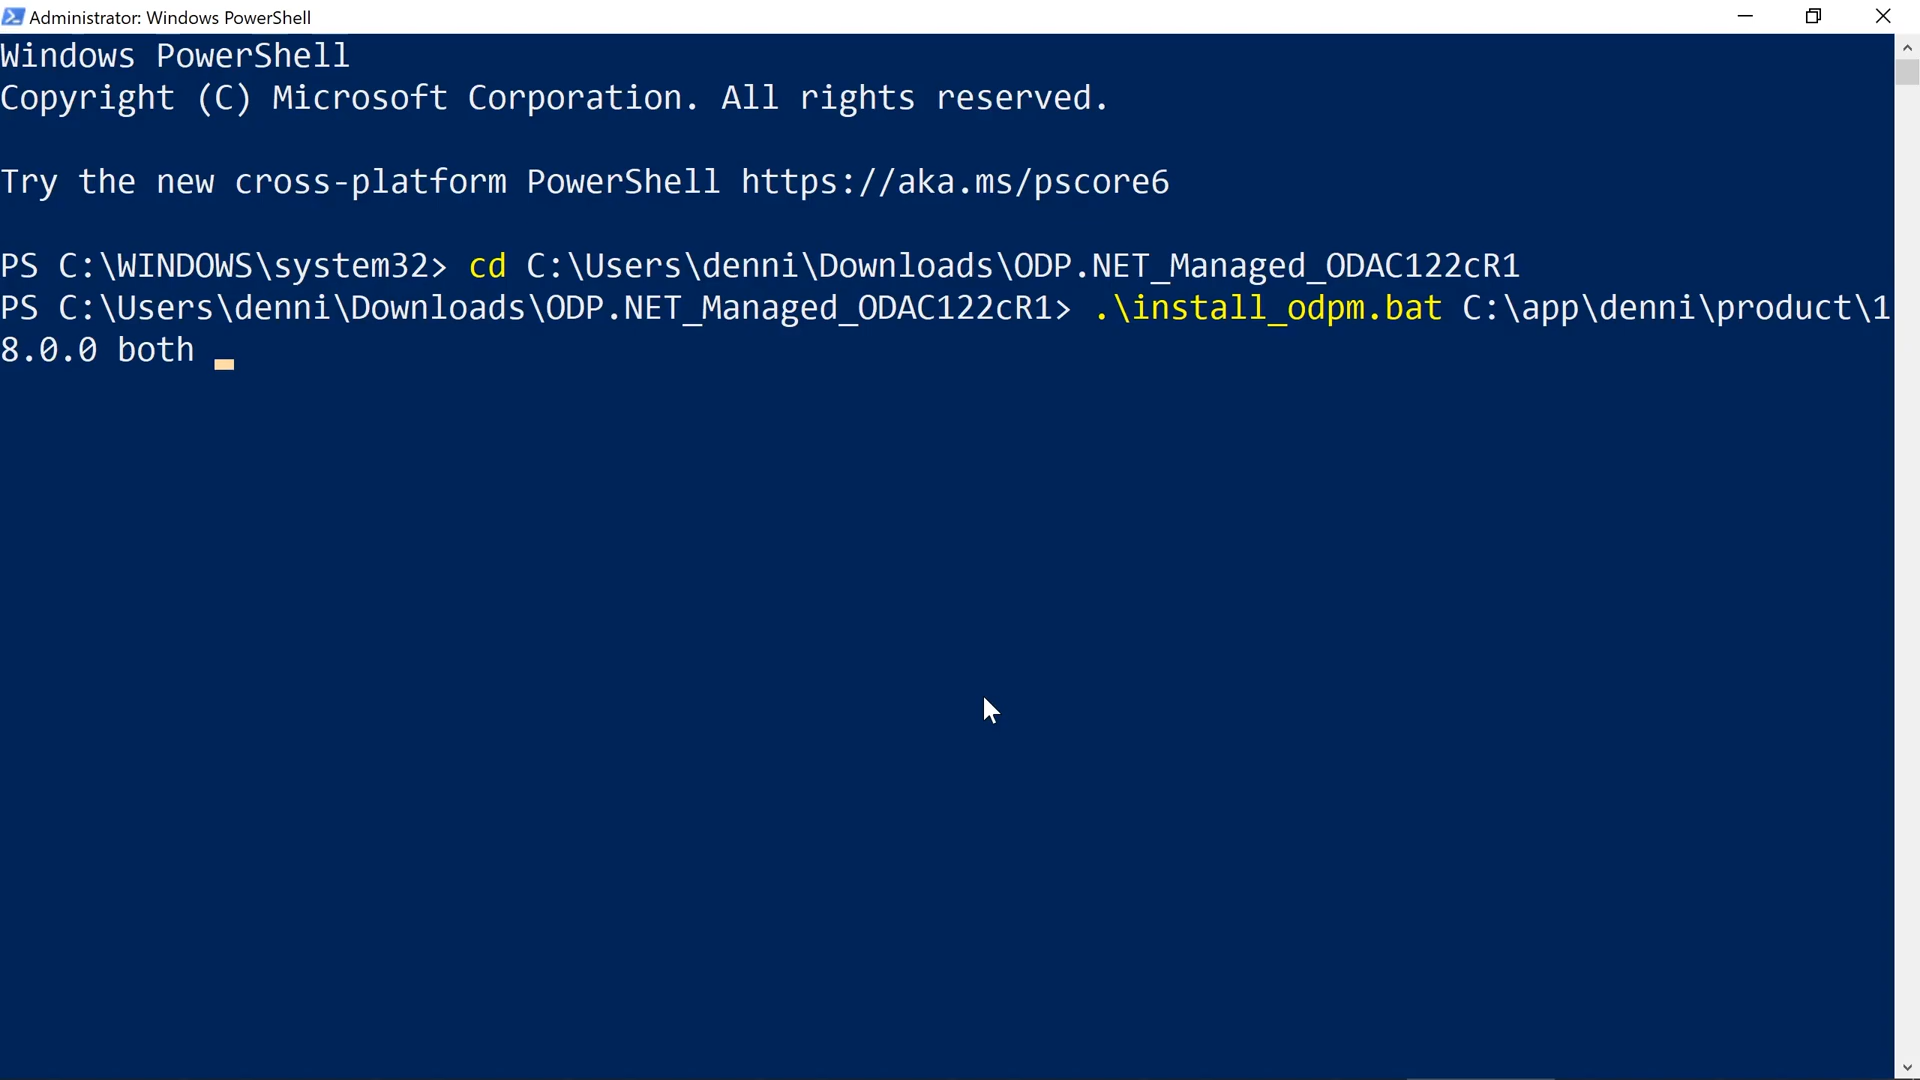 Administrator: Windows PowerShell
Windows PowerShell
Copyright (C) Microsoft Corporation. All rights reserved.
Try the new cross-platform PowerShell https://aka.ms/pscore6
PS C:\WINDOWS\system32> cd C:\Users\denni\Downloads\ODP.NET_Managed_ODAC122cR1
PS C:\Users\denni\Downloads\ODP.NET_Managed_ODAC122cR1> .\install_odpm.bat C:\app\denni\product\1
8.0.0 both